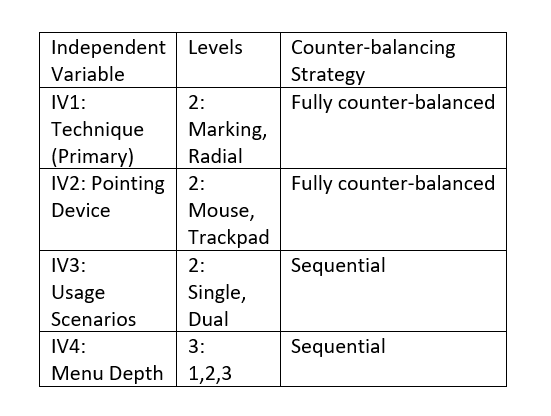 Independent Variable
Levels
Counter-balancing Strategy
IV1:
Technique
(Primary)
2:
Marking,
Radial
Fully counter-balanced
IV2: Pointing
Device
2:
Mouse,
Trackpad
Fully counter-balanced
IV3:
Usage
Scenarios
2:
Single,
Dual
Sequential
IV4:
Menu Depth
3:
1,2,3
Sequential